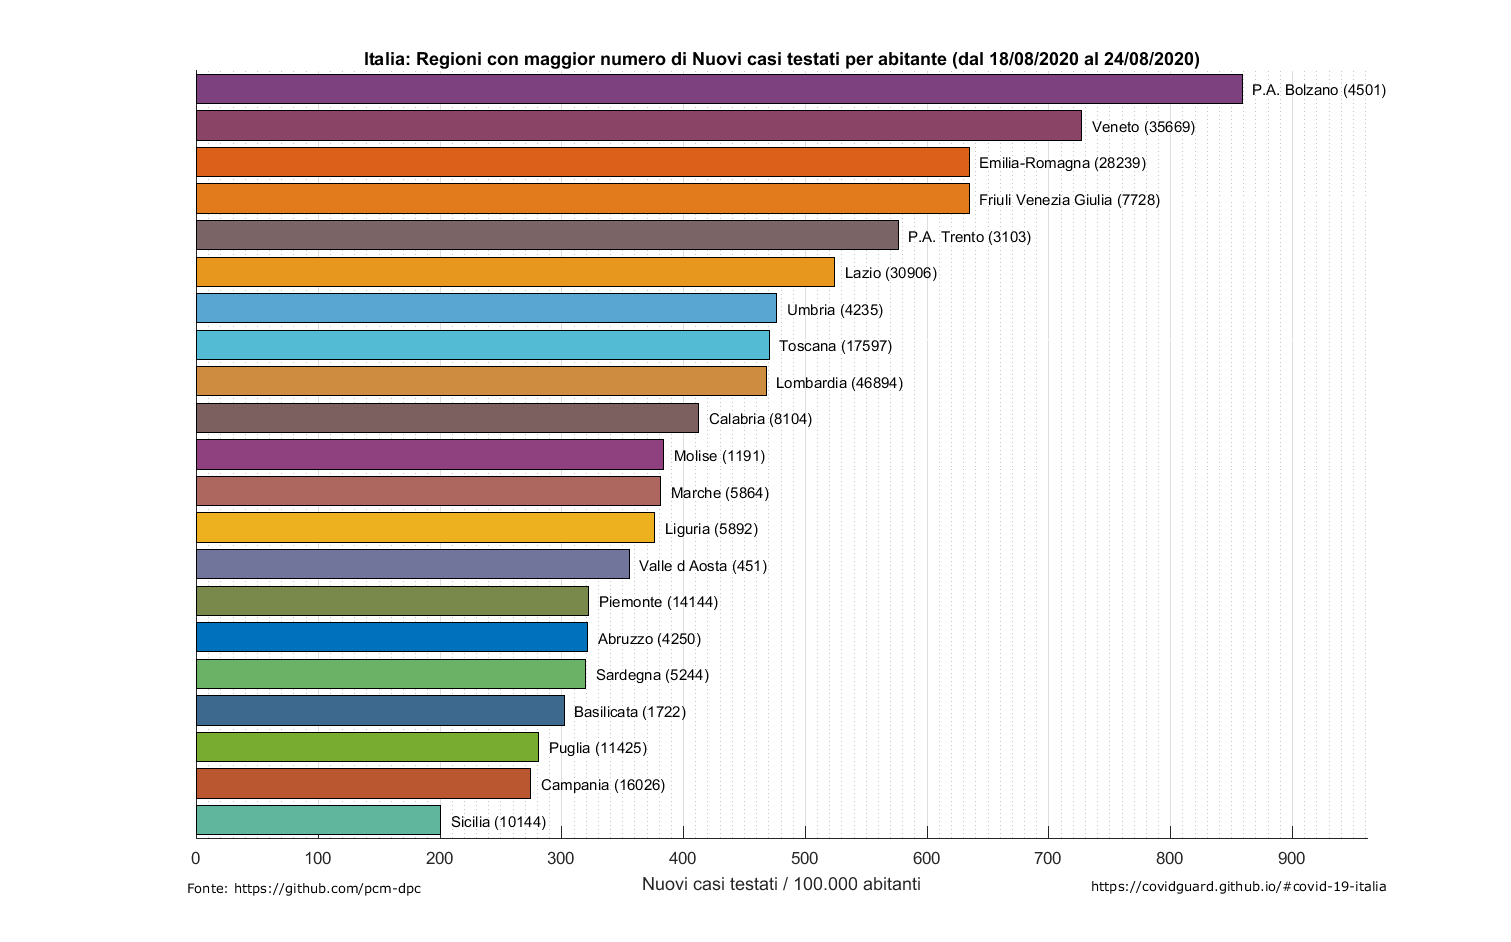 Italia: Regioni con maggior numero di Nuovi casi testati per abitante (dal 18/08/2020 al 24/08/2020)
P.A. Bolzano (4501)
Veneto (35669)
Emilia-Romagna (28239)
Friuli Venezia Giulia (7728)
P.A. Trento (3103)
Lazio (30906)
Umbria (4235)
Toscana (17597)
Lombardia (46894)
Calabria (8104)
Molise (1191)
Marche (5864)
Liguria (5892)
Valle d Aosta (451)
Piemonte (14144)
Abruzzo (4250)
Sardegna (5244)
Basilicata (1722)
Puglia (11425)
Campania (16026)
Sicilia (10144)
0 100 200 300 400 500 600 700 800 900
Nuovi casi testati / 100.000 abitanti
Fonte: https://github.com/pcm-dpc
https://covidguard.github.io/#covid-19-italia